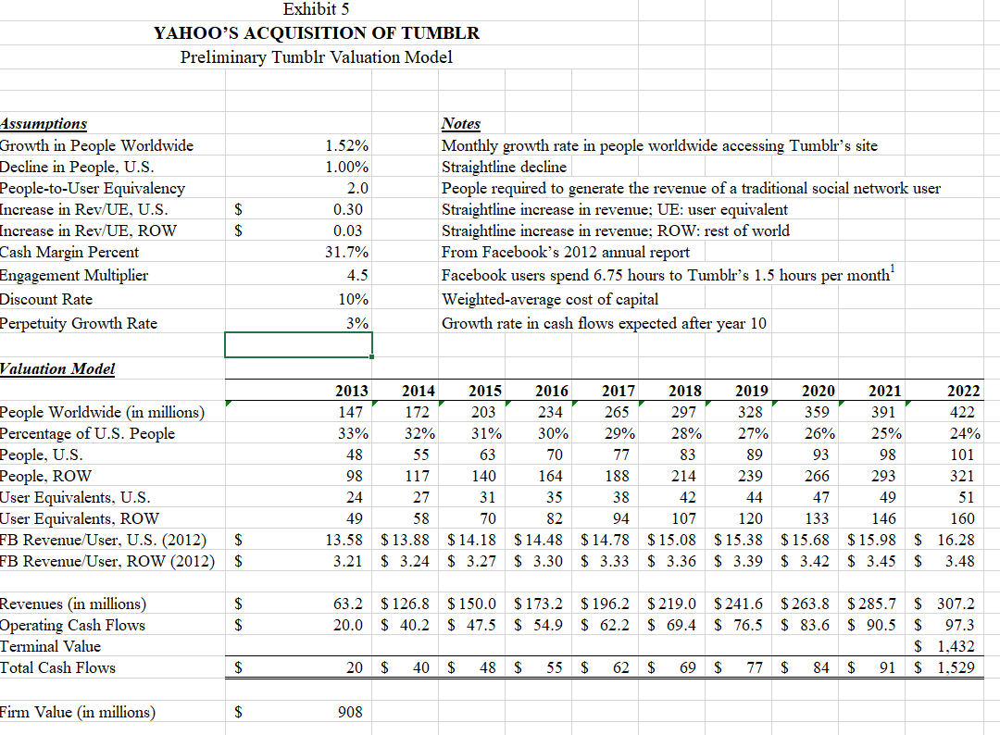 Exhibit 5
YAHOO’S ACQUISITION OF TUMBLR
Preliminary Tumblr Valuation Model
Assumptions Notes
Growth in People Worldwide 1.52% Monthly growth rate in people worldwide accessing Tumblr’s site
Decline in People, U.S. 1.00% Straightline decline
People-to-User Equivalency 2.0 People required to generate the revenue of a traditional social network user
Increase in Rev/UE, U.S. $ 0.30 Straightline increase in revenue; UE: user equivalent
Increase in Rev/UE, ROW $ 0.03 Straightline increase in revenue; ROW: rest of world
Cash Margin Percent 31.7% From Facebook’s 2012 annual report
Engagement Multiplier 4.5 Facebook users spend 6.75 hours to Tumblr’s 1.5 hours per month1
Discount Rate 10% Weighted-average cost of capital
Perpetuity Growth Rate 3% Growth rate in cash flows expected after year 10
Valuation Model
2013 2014 2015 2016 2017 2018 2019 2020 2021 2022
People Worldwide (in millions) 147 172 203 234 265 297 328 359 391 422
Percentage of U.S. People 33% 32% 31% 30% 29% 28% 27% 26% 25% 24%
People, U.S. 48 55 63 70 77 83 89 93 98 101
People, ROW 98 117 140 164 188 214 239 266 293 321
User Equivalents, U.S. 24 27 31 35 38 42 44 47 49 51
User Equivalents, ROW 49 58 70 82 94 107 120 133 146 160
FB Revenue/User, U.S. (2012) $ 13.58 $ 13.88 $ 14.18 $ 14.48 $ 14.78 $ 15.08 $ 15.38 $ 15.68 $ 15.98 $ 16.28
FB Revenue/User, ROW (2012) $ 3.21 $ 3.24 $ 3.27 $ 3.30 $ 3.33 $ 3.36 $ 3.39 $ 3.42 $ 3.45 $ 3.48
Revenues (in millions) $ 63.2 $ 126.8 $ 150.0 $ 173.2 $ 196.2 $ 219.0 $ 241.6 $ 263.8 $ 285.7 $ 307.2
Operating Cash Flows $ 20.0 $ 40.2 $ 47.5 $ 54.9 $ 62.2 $ 69.4 $ 76.5 $ 83.6 $ 90.5 $ 97.3
Terminal Value $ 1,432
Total Cash Flows $ 20 $ 40 $ 48 $ 55 $ 62 $ 69 $ 77 $ 84 $ 91 $ 1,529
Firm Value (in millions) $ 908